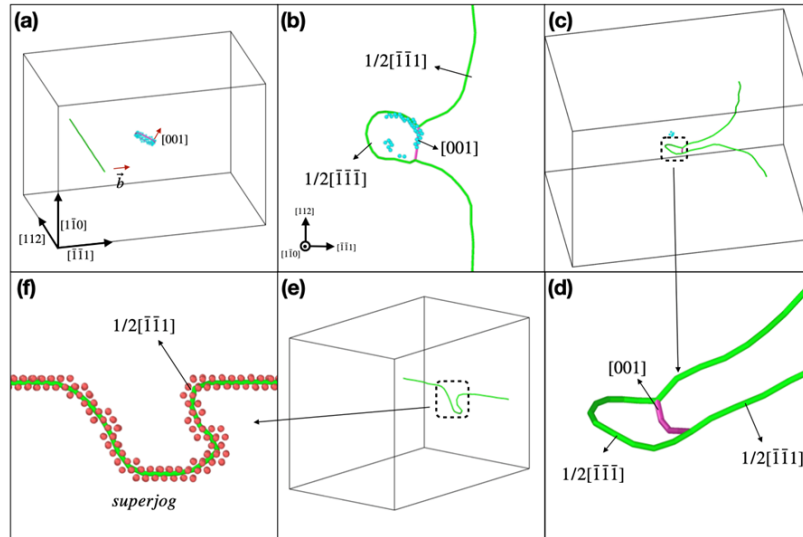 (a)
[001]
b⃗
[11̄0]
[112]
[1̄1̄1]
(b)
1/2[1̄1̄1]
[001]
1/2[1̄1̄1̄]
[112]
[11̄0]
[1̄1̄1]
(c)
(f)
1/2[1̄1̄1]
superjog
(e)
(d)
[001]
1/2[1̄1̄1]
1/2[1̄1̄1̄]